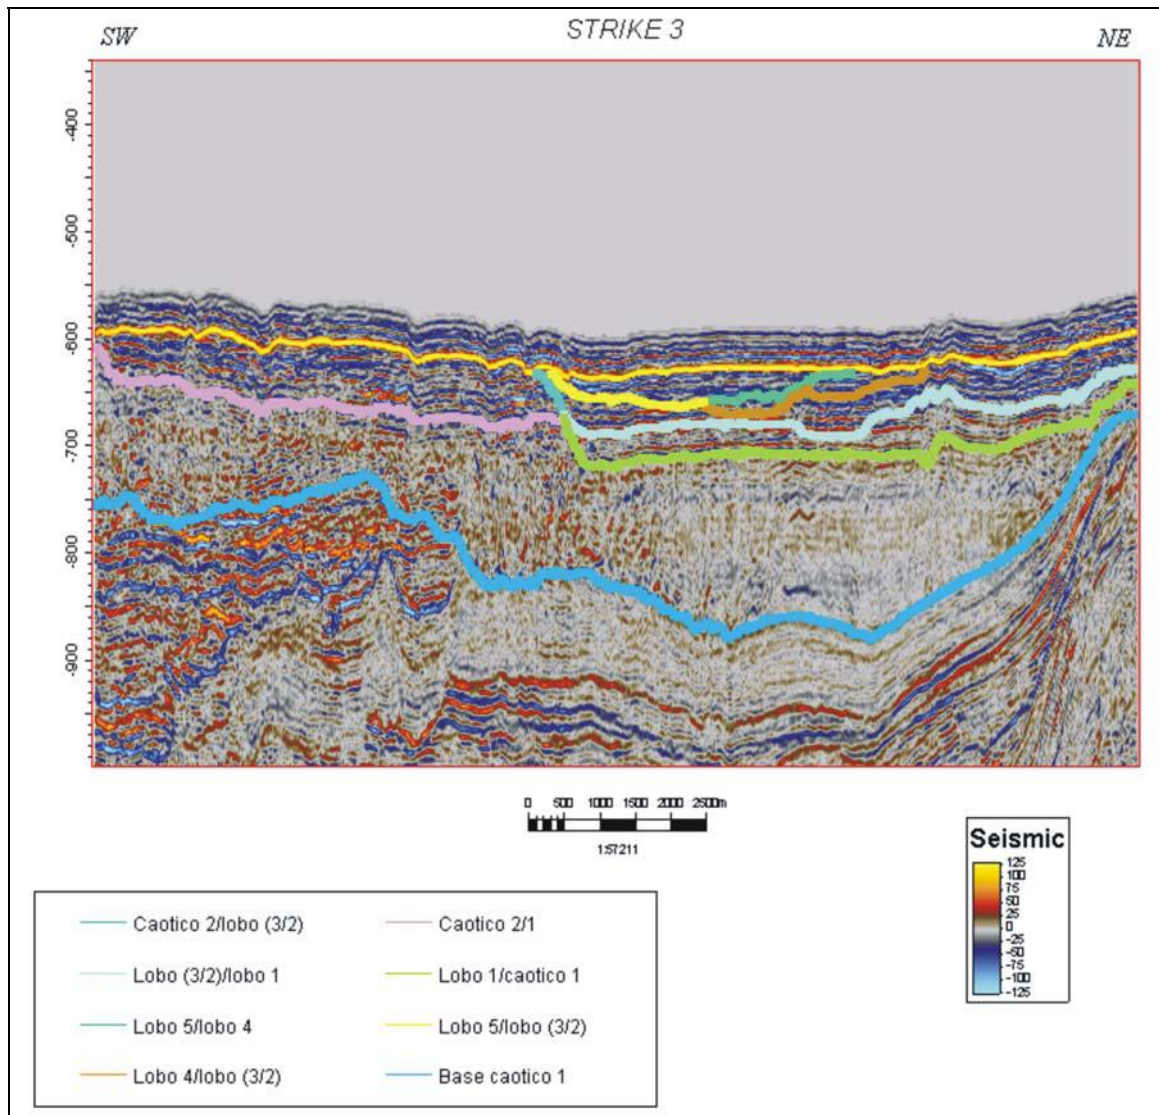 STRIKE 3
SW
NE
-400
-500
-600
-700
-800
-900
0 500 1000 1500 2000 2500m
1:57211
Seismic
125
100
75
50
25
0
-25
-50
-75
-100
-125
Caotico 2/lobo (3/2)
Caotico 2/1
Lobo (3/2)/lobo 1
Lobo 1/caotico 1
Lobo 5/lobo 4
Lobo 5/lobo (3/2)
Lobo 4/lobo (3/2)
Base caotico 1